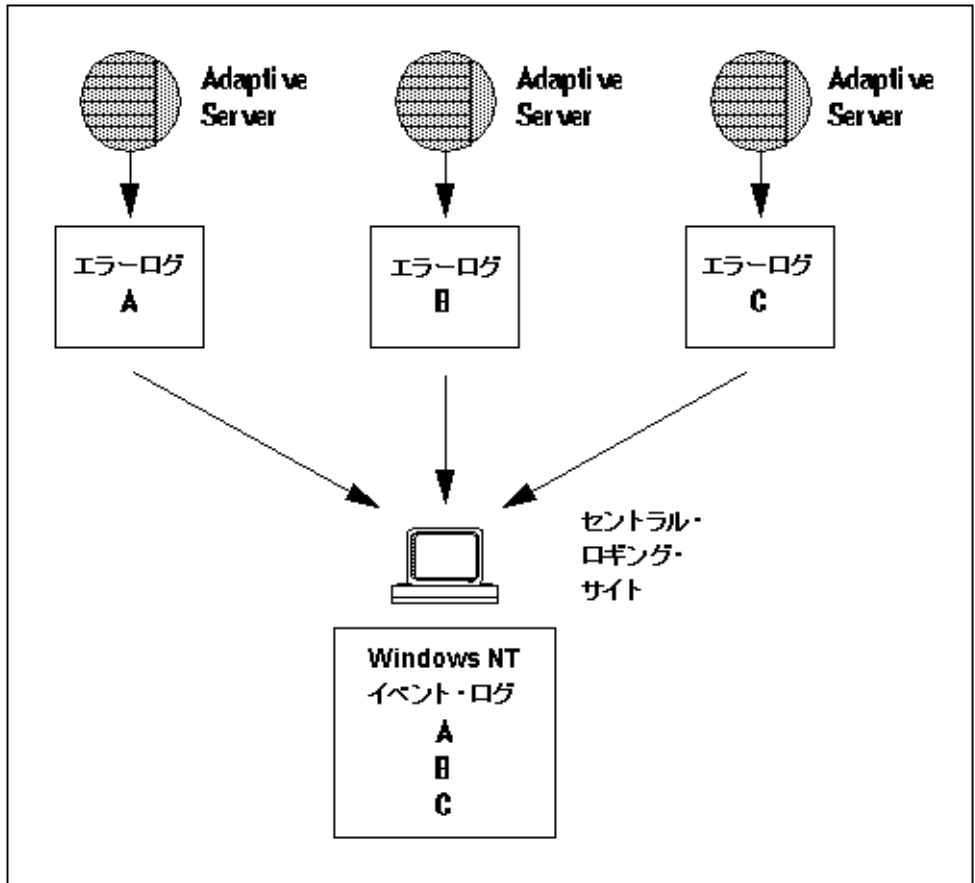 Adaptive
Server
Adaptive
Server
Adaptive
Server
エラーログ
A
エラーログ
B
エラーログ
C
セントラル・
ロギング・
サイト
Windows NT
イベント・ログ
A
B
C